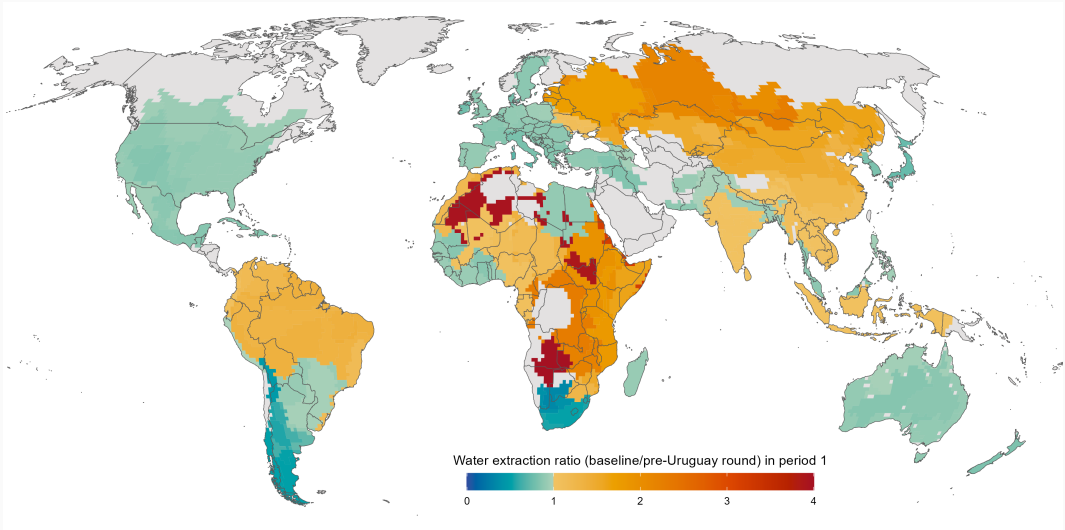 Water extraction ratio (baseline/pre-Uruguay round) in period 1
0 1 2 3 4